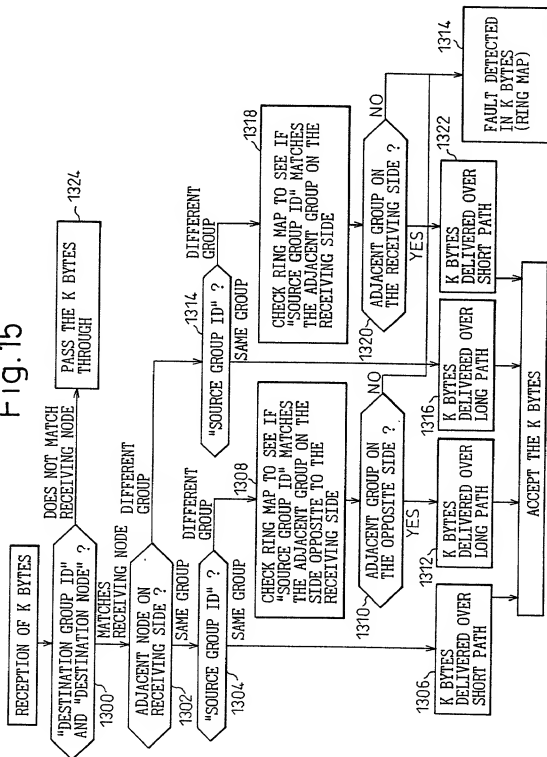 Fig.15
RECEPTION OF K BYTES
"DESTINATION GROUP ID"
AND "DESTINATION NODE" ?
1300
DOES NOT MATCH
RECEIVING NODE
PASS THE K BYTES
THROUGH
1324
MATCHES
RECEIVING NODE
ADJACENT NODE ON
RECEIVING SIDE ?
1302
DIFFERENT
GROUP
SAME GROUP
"SOURCE GROUP ID" ?
1304
DIFFERENT
GROUP
SAME GROUP
"SOURCE GROUP ID" ?
1314
DIFFERENT
GROUP
SAME GROUP
1308
CHECK RING MAP TO SEE IF
"SOURCE GROUP ID" MATCHES
THE ADJACENT GROUP ON THE
SIDE OPPOSITE TO THE
RECEIVING SIDE
1318
CHECK RING MAP TO SEE IF
"SOURCE GROUP ID" MATCHES
THE ADJACENT GROUP ON THE
RECEIVING SIDE
ADJACENT GROUP ON
THE OPPOSITE SIDE ?
1310
NO
YES
ADJACENT GROUP ON
THE RECEIVING SIDE ?
1320
NO
YES
1306
K BYTES
DELIVERED OVER
SHORT PATH
1312
K BYTES
DELIVERED OVER
LONG PATH
1316
K BYTES
DELIVERED OVER
LONG PATH
1322
K BYTES
DELIVERED OVER
SHORT PATH
1314
FAULT DETECTED
IN K BYTES
(RING MAP)
ACCEPT THE K BYTES